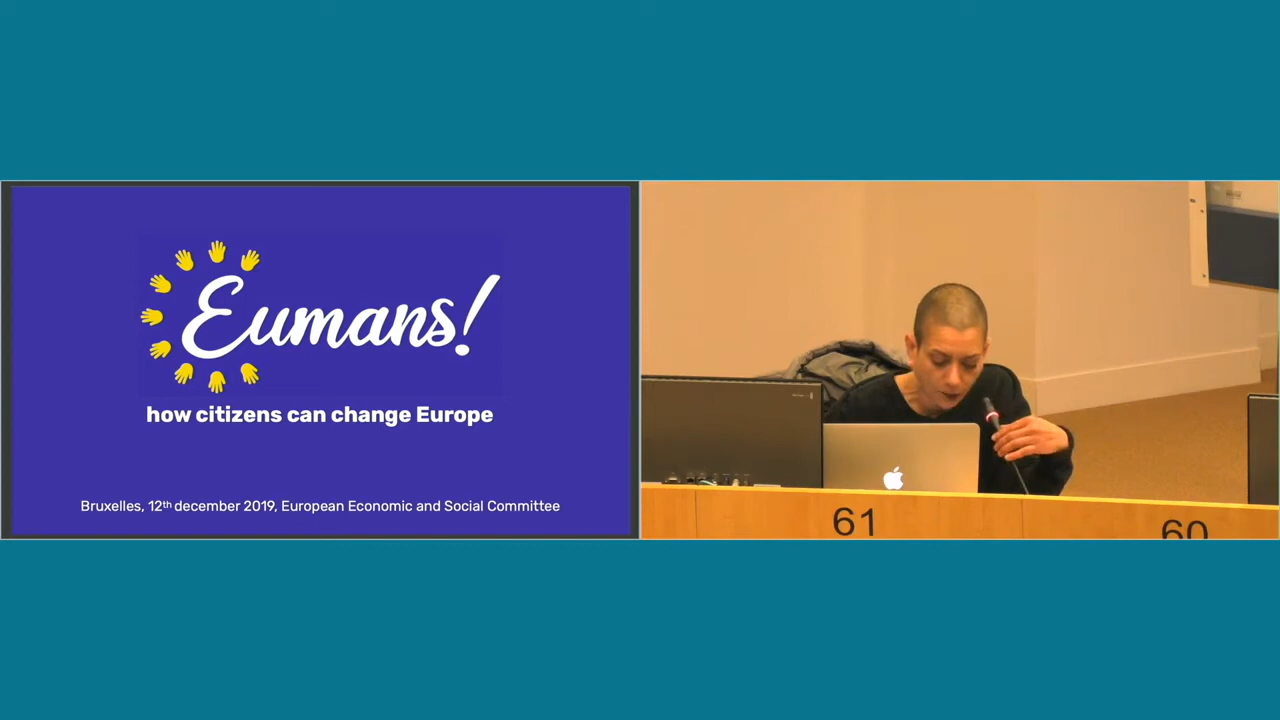 Eumans!
how citizens can change Europe
Bruxelles, 12th december 2019, European Economic and Social Committee
61
60